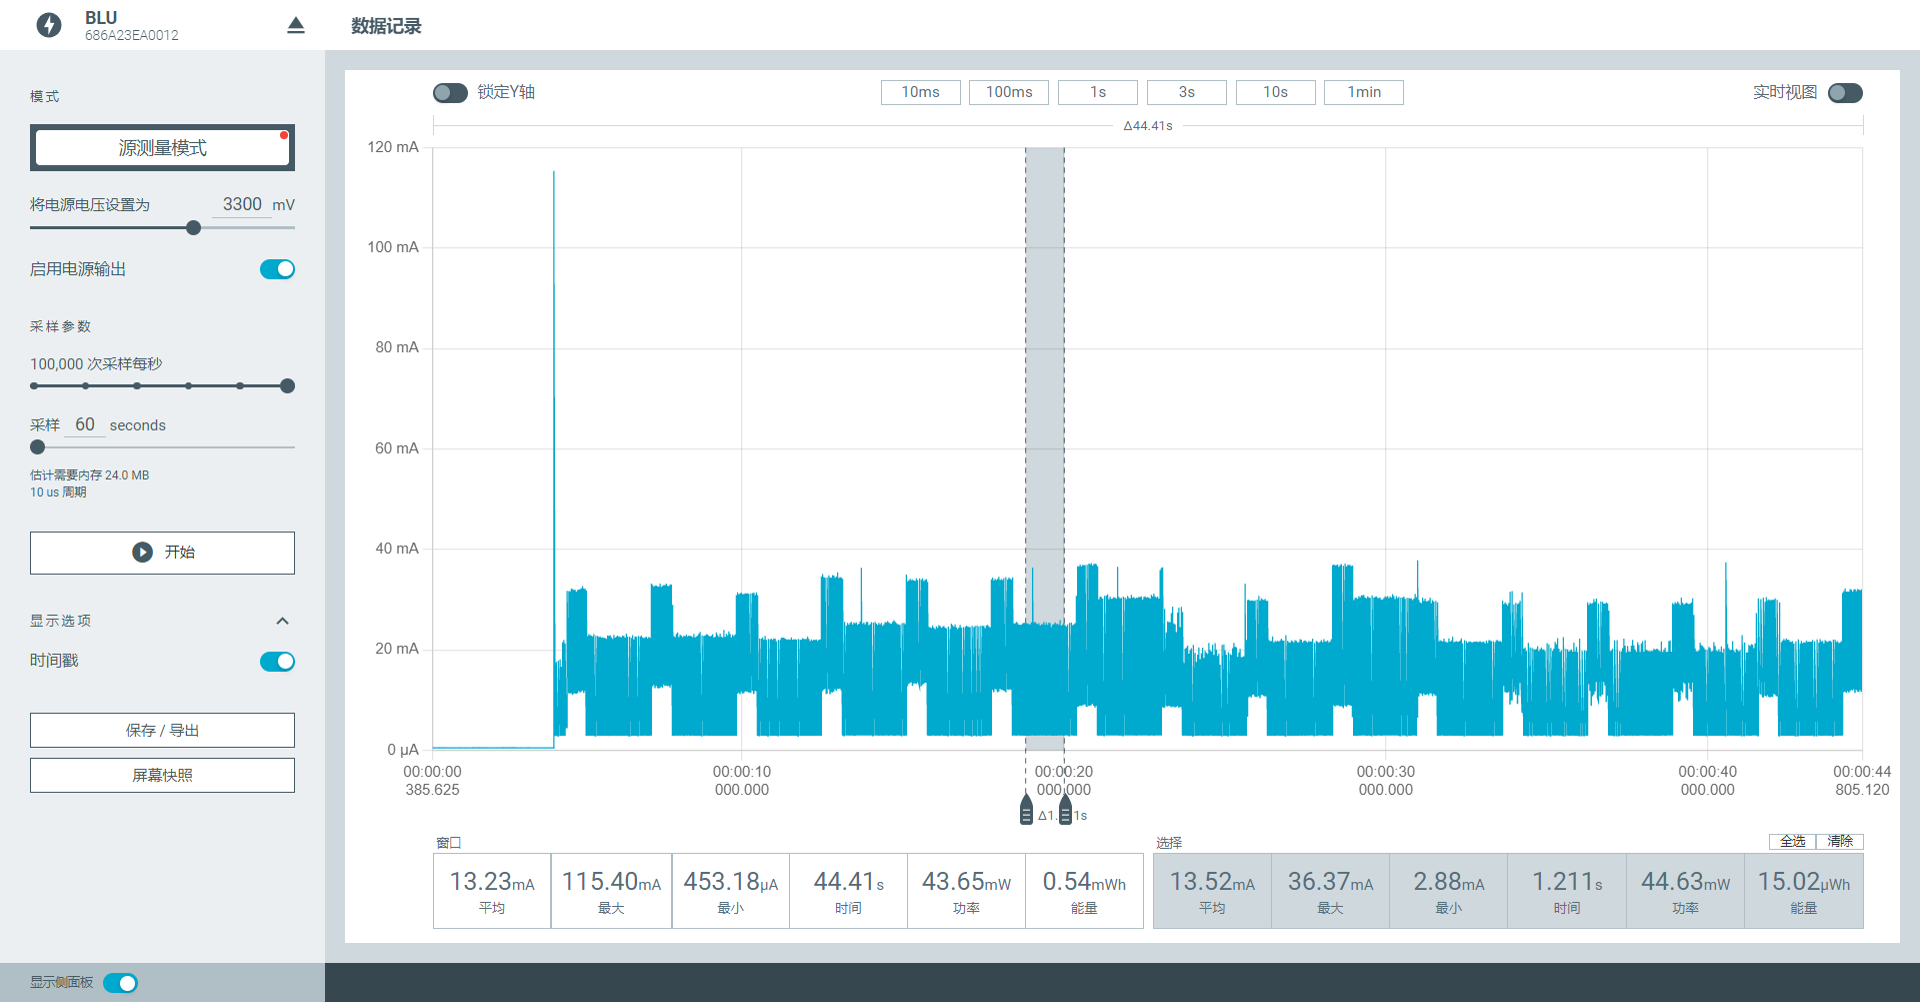 BLU
686A23EA0012
数据记录
模式
源测量模式
将电源电压设置为 3300 mV
启用电源输出
采样参数
100,000 次采样每秒
采样 60 seconds
估计需要内存 24.0 MB
10 us 周期
开始
显示选项
时间戳
保存 / 导出
屏幕快照
显示侧面板
锁定Y轴
10ms 100ms 1s 3s 10s 1min
实时视图
Δ44.41s
120 mA
100 mA
80 mA
60 mA
40 mA
20 mA
0 µA
00:00:00 00:00:10 00:00:20 00:00:30 00:00:40 00:00:44
385.625 000.000 000.000 000.000 000.000 805.120
Δ1. 1s
窗口
13.23mA 115.40mA 453.18µA 44.41s 43.65mW 0.54mWh
平均 最大 最小 时间 功率 能量
选择 全选 清除
13.52mA 36.37mA 2.88mA 1.211s 44.63mW 15.02µWh
平均 最大 最小 时间 功率 能量